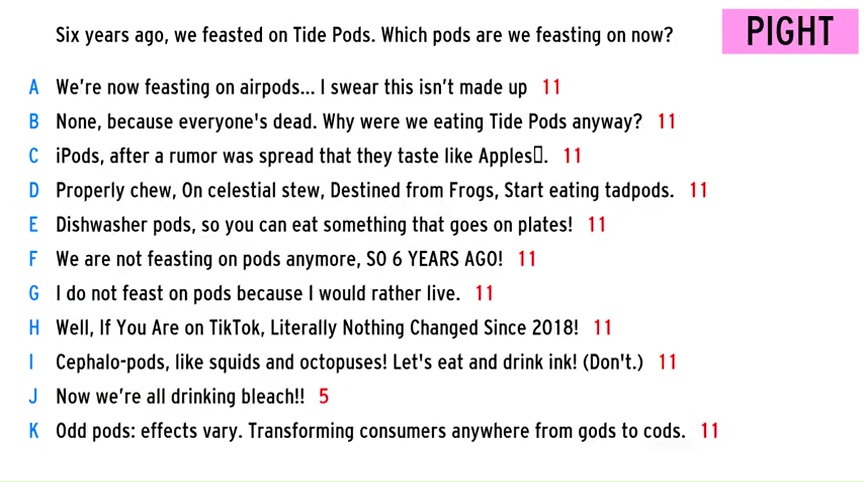 Six years ago, we feasted on Tide Pods. Which pods are we feasting on now?
PIGHT
A We're now feasting on airpods... I swear this isn't made up 11
B None, because everyone's dead. Why were we eating Tide Pods anyway? 11
C iPods, after a rumor was spread that they taste like Apples▯. 11
D Properly chew, On celestial stew, Destined from Frogs, Start eating tadpods. 11
E Dishwasher pods, so you can eat something that goes on plates! 11
F We are not feasting on pods anymore, SO 6 YEARS AGO! 11
G I do not feast on pods because I would rather live. 11
H Well, If You Are on TikTok, Literally Nothing Changed Since 2018! 11
I Cephalo-pods, like squids and octopuses! Let's eat and drink ink! (Don't.) 11
J Now we're all drinking bleach!! 5
K Odd pods: effects vary. Transforming consumers anywhere from gods to cods. 11